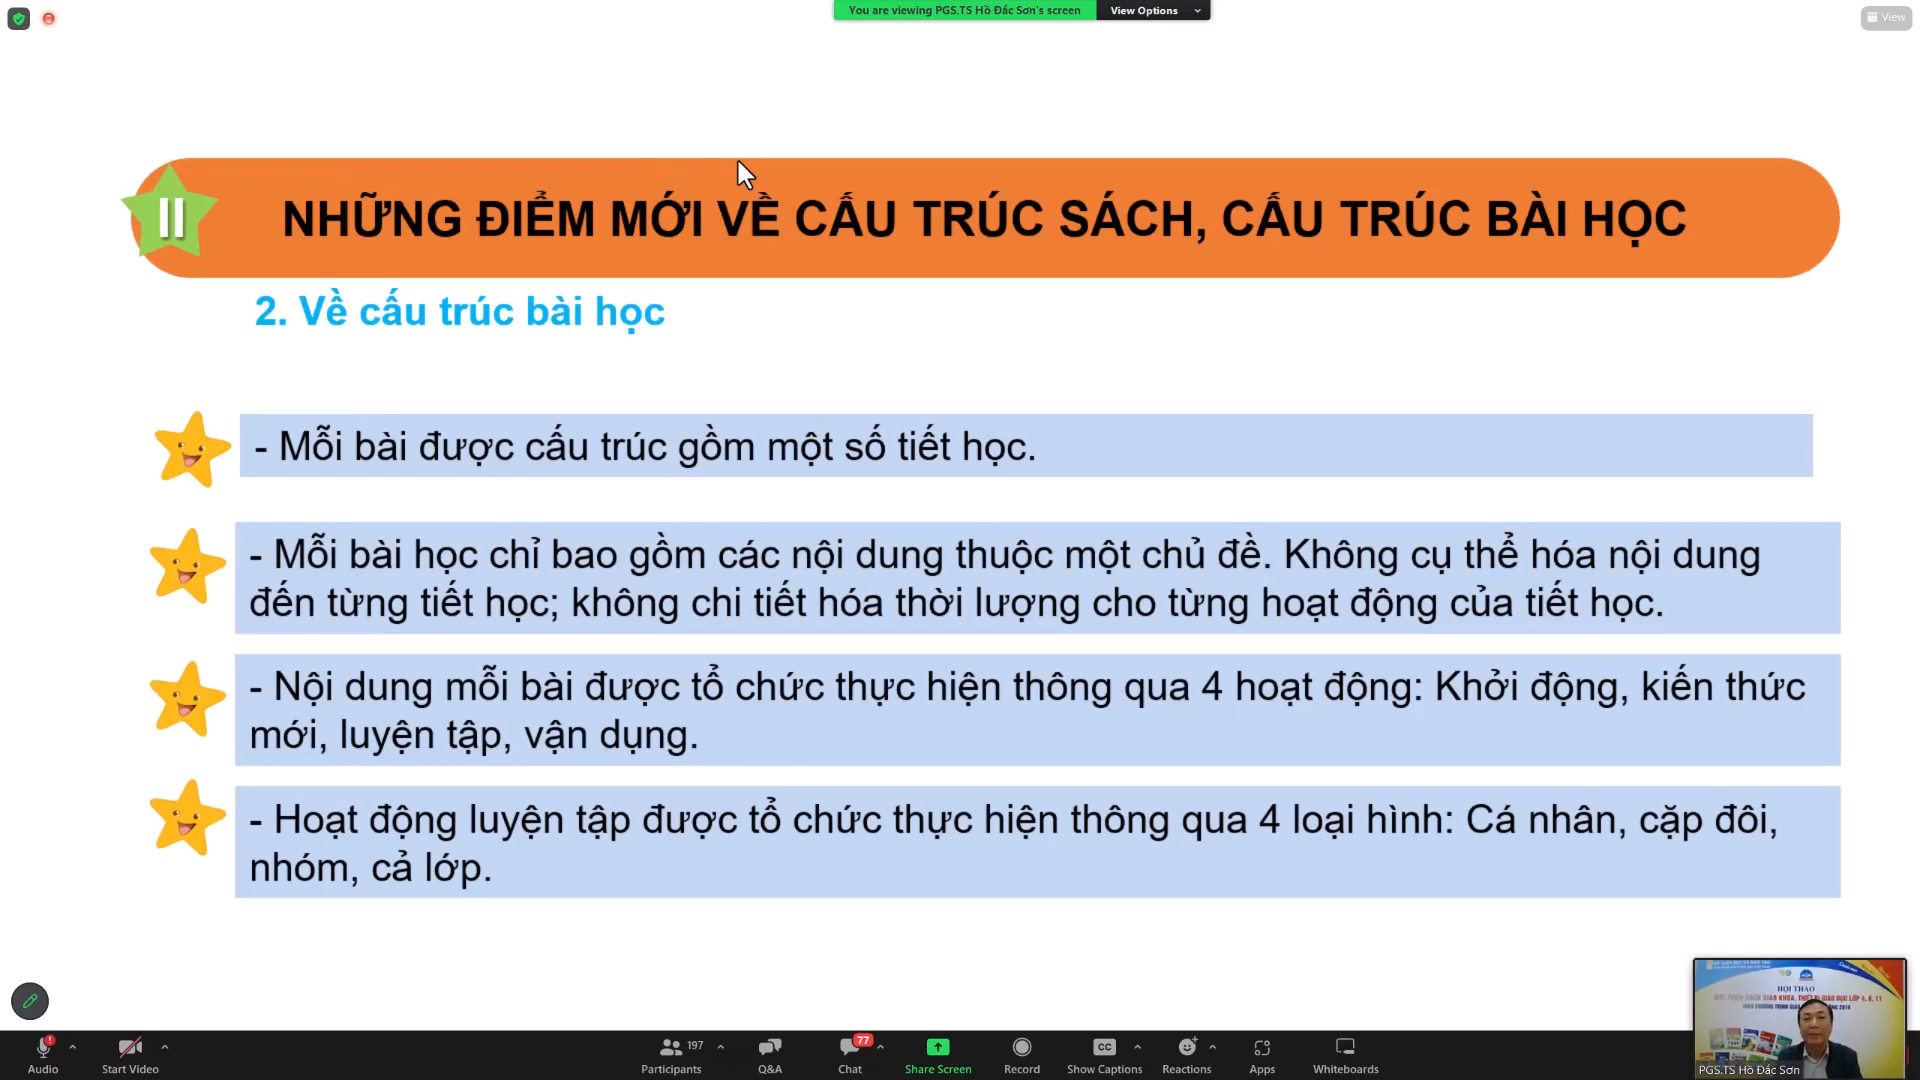 You are viewing PGS.TS Hồ Đắc Sơn's screen
View Options
View
II
NHỮNG ĐIỂM MỚI VỀ CẤU TRÚC SÁCH, CẤU TRÚC BÀI HỌC
2. Về cấu trúc bài học
- Mỗi bài được cấu trúc gồm một số tiết học.
- Mỗi bài học chỉ bao gồm các nội dung thuộc một chủ đề. Không cụ thể hóa nội dung
đến từng tiết học; không chi tiết hóa thời lượng cho từng hoạt động của tiết học.
- Nội dung mỗi bài được tổ chức thực hiện thông qua 4 hoạt động: Khởi động, kiến thức
mới, luyện tập, vận dụng.
- Hoạt động luyện tập được tổ chức thực hiện thông qua 4 loại hình: Cá nhân, cặp đôi,
nhóm, cả lớp.
HỘI THẢO
PGS.TS Hồ Đắc Sơn
197
77
CC
Audio
Start Video
Participants
Q&A
Chat
Share Screen
Record
Show Captions
Reactions
Apps
Whiteboards